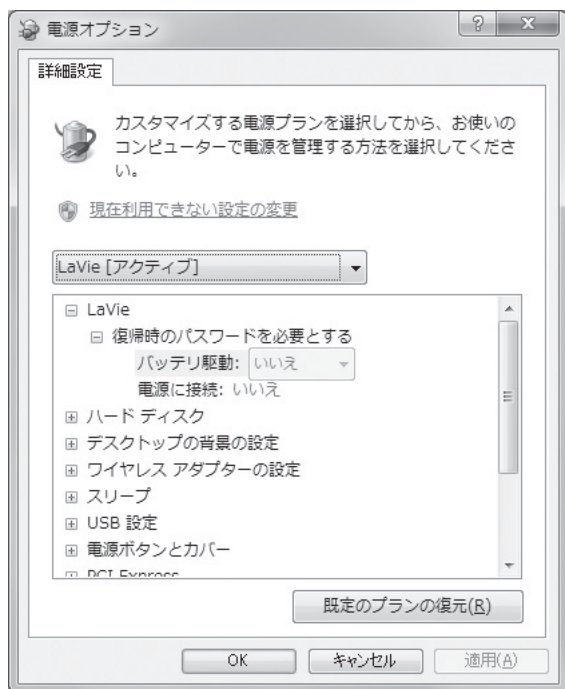 電源オプション
詳細設定
カスタマイズする電源プランを選択してから、お使いの
コンピューターで電源を管理する方法を選択してくださ
い。
現在利用できない設定の変更
LaVie [アクティブ]
LaVie
復帰時のパスワードを必要とする
バッテリ駆動: いいえ
電源に接続: いいえ
ハード ディスク
デスクトップの背景の設定
ワイヤレス アダプターの設定
スリープ
USB 設定
電源ボタンとカバー
PCI Express
既定のプランの復元(R)
OK キャンセル 適用(A)